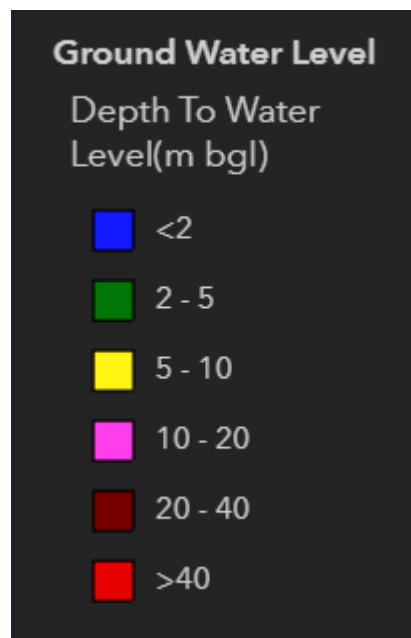 Ground Water Level
Depth To Water
Level(m bgl)
<2
2 - 5
5 - 10
10 - 20
20 - 40
>40